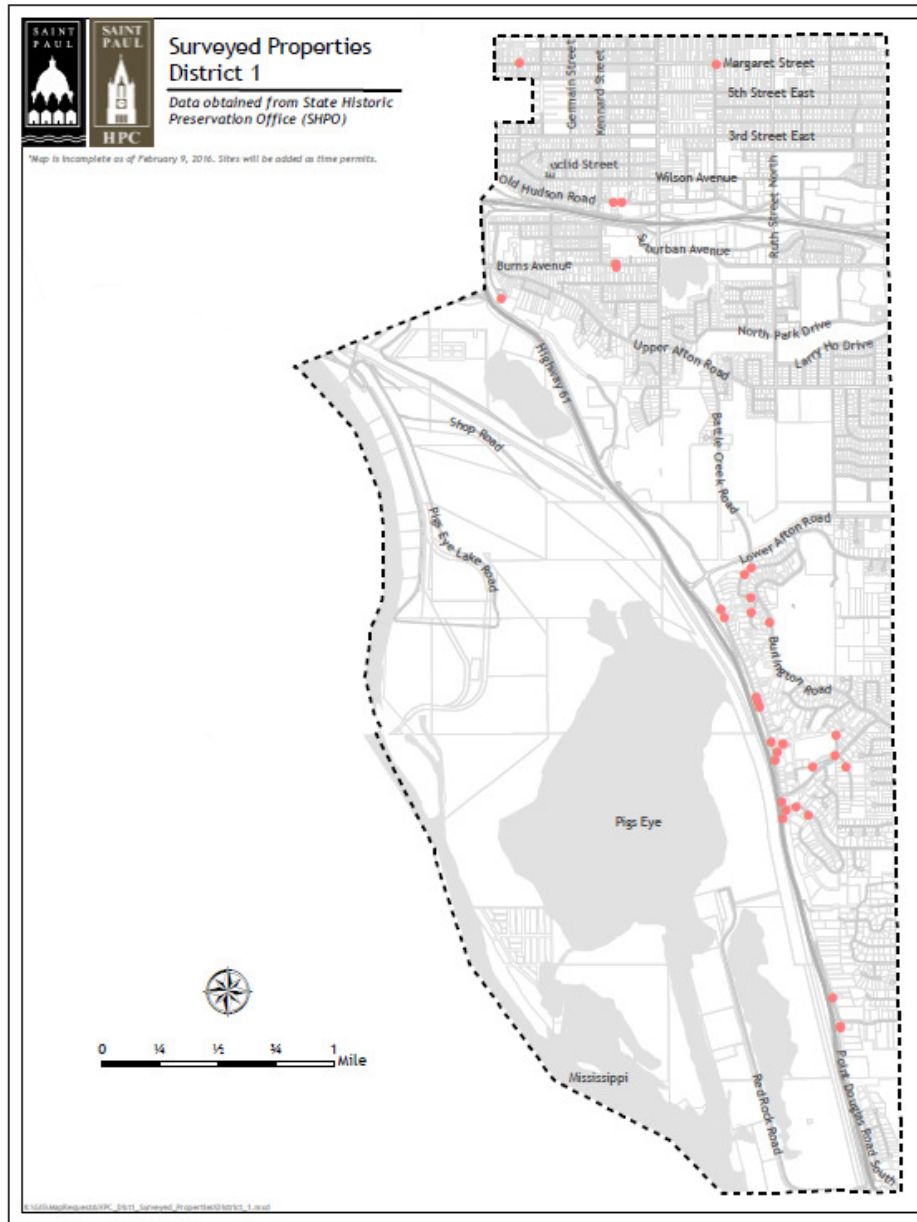 SAINT
PAUL
SAINT
PAUL
HPC
Surveyed Properties
District 1
Data obtained from State Historic
Preservation Office (SHPO)
*Map is incomplete as of February 9, 2016. Sites will be added as time permits.
Germain Street
Kennard Street
Margaret Street
5th Street East
3rd Street East
Euclid Street
Wilson Avenue
Old Hudson Road
Ruth Street North
Suburban Avenue
Burns Avenue
North Park Drive
Larry Ho Drive
Upper Afton Road
Highway 61
Shop Road
Battle Creek Road
Pigs Eye Lake Road
Lower Afton Road
Burlington Road
Pigs Eye
0 ¼ ½ ¾ 1
Mile
Mississippi
RedRock Road
Point Douglas Road South